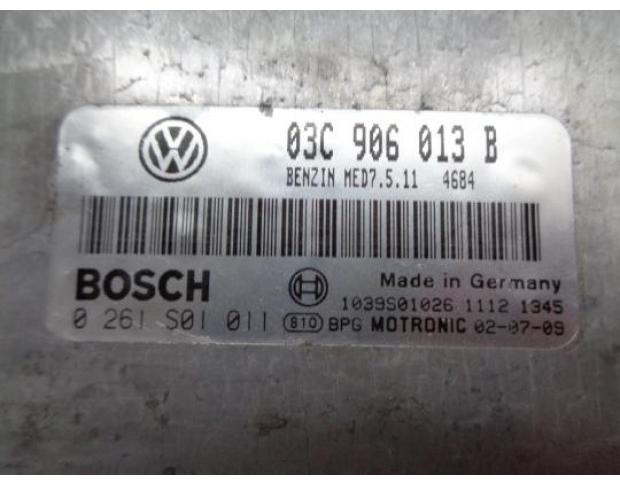 VW
03C 906 013 B
BENZIN MED7.5.11 4684
BOSCH
Made in Germany
1039S01026 1112 1345
0 261 S01 011 810 BPG MOTRONIC 02-07-09